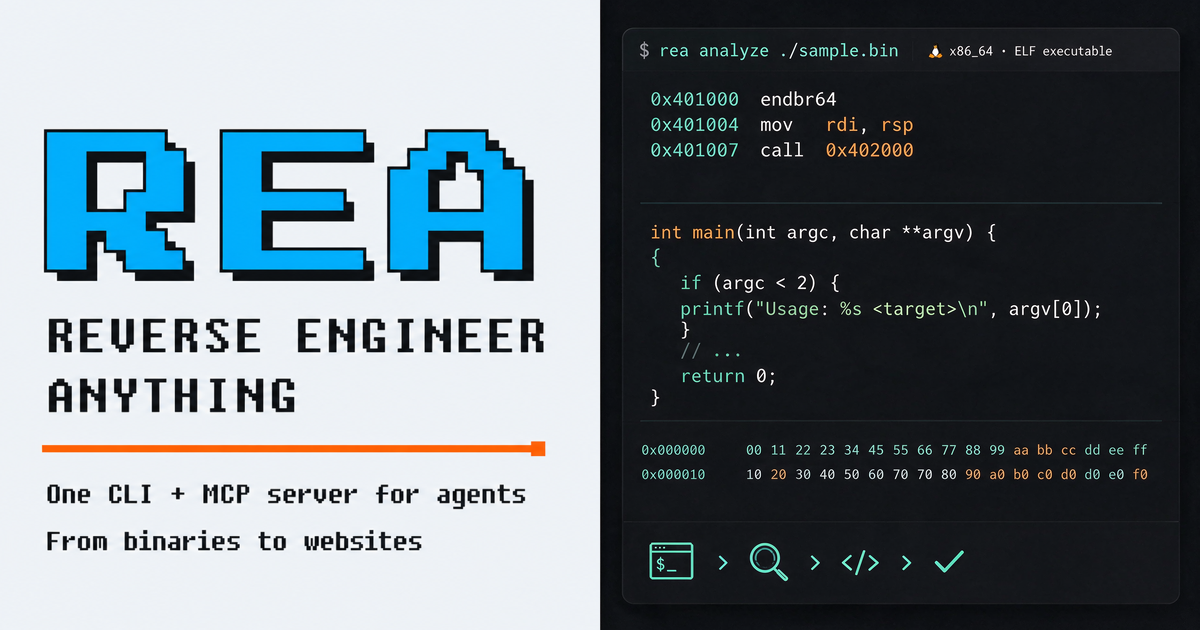 REA
REVERSE ENGINEER
ANYTHING
One CLI + MCP server for agents
From binaries to websites
$ rea analyze ./sample.bin x86_64 · ELF executable
0x401000 endbr64
0x401004 mov rdi, rsp
0x401007 call 0x402000
int main(int argc, char **argv) {
{
if (argc < 2) {
printf("Usage: %s <target>\n", argv[0]);
}
// ...
return 0;
}
0x000000 00 11 22 23 34 45 55 66 77 88 99 aa bb cc dd ee ff
0x000010 10 20 30 40 50 60 70 70 80 90 a0 b0 c0 d0 d0 e0 f0
$_ > > </> >